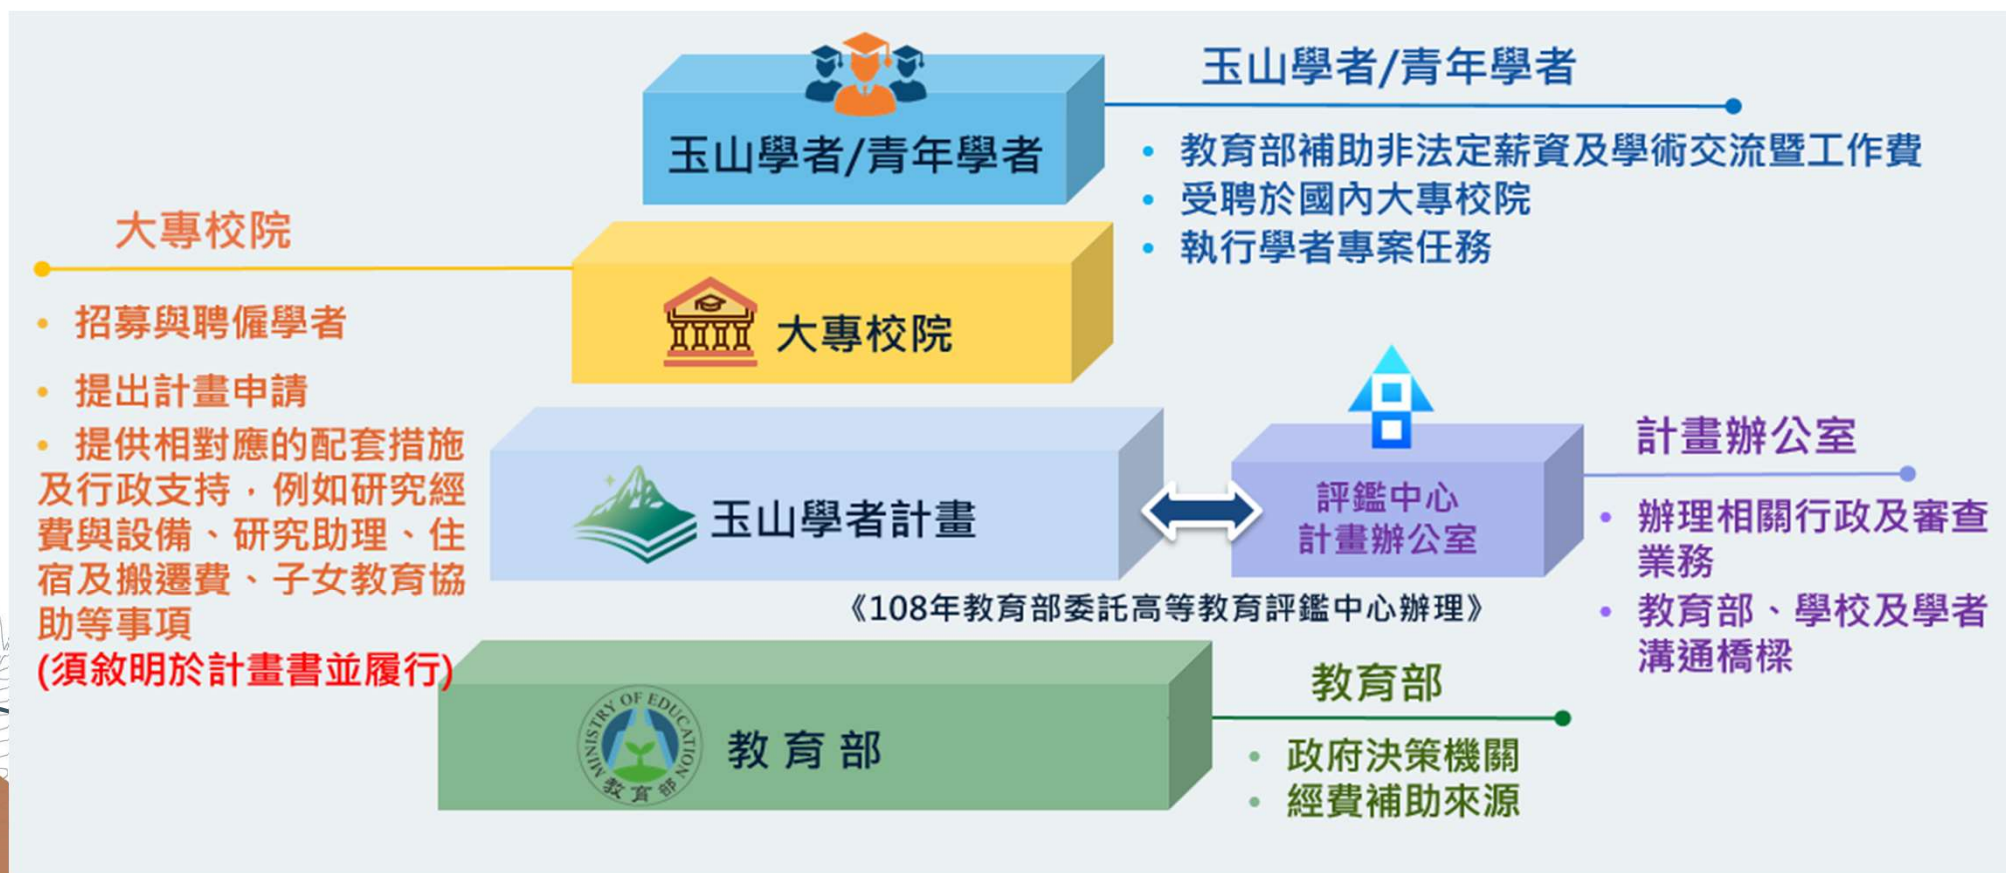 玉山學者/青年學者
玉山學者/青年學者
• 教育部補助非法定薪資及學術交流暨工作費
• 受聘於國內大專校院
• 執行學者專案任務
大專校院
• 招募與聘僱學者
• 提出計畫申請
• 提供相對應的配套措施
及行政支持，例如研究經
費與設備、研究助理、住
宿及搬遷費、子女教育協
助等事項
(須敘明於計畫書並履行)
大專校院
玉山學者計畫
評鑑中心
計畫辦公室
計畫辦公室
• 辦理相關行政及審查
業務
• 教育部、學校及學者
溝通橋樑
《108年教育部委託高等教育評鑑中心辦理》
MINISTRY OF EDUCATION
教育部
教育部
教育部
• 政府決策機關
• 經費補助來源